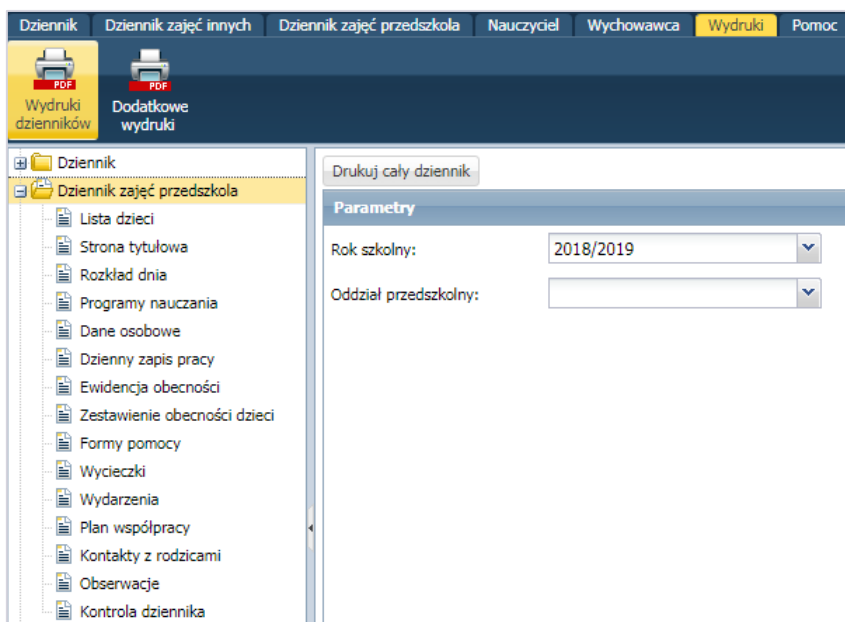 Dziennik Dziennik zajęć innych Dziennik zajęć przedszkola Nauczyciel Wychowawca Wydruki Pomoc
PDF PDF
Wydruki dzienników
Dodatkowe wydruki
Dziennik
Dziennik zajęć przedszkola
Lista dzieci
Strona tytułowa
Rozkład dnia
Programy nauczania
Dane osobowe
Dzienny zapis pracy
Ewidencja obecności
Zestawienie obecności dzieci
Formy pomocy
Wycieczki
Wydarzenia
Plan współpracy
Kontakty z rodzicami
Obserwacje
Kontrola dziennika
Drukuj cały dziennik
Parametry
Rok szkolny: 2018/2019
Oddział przedszkolny: